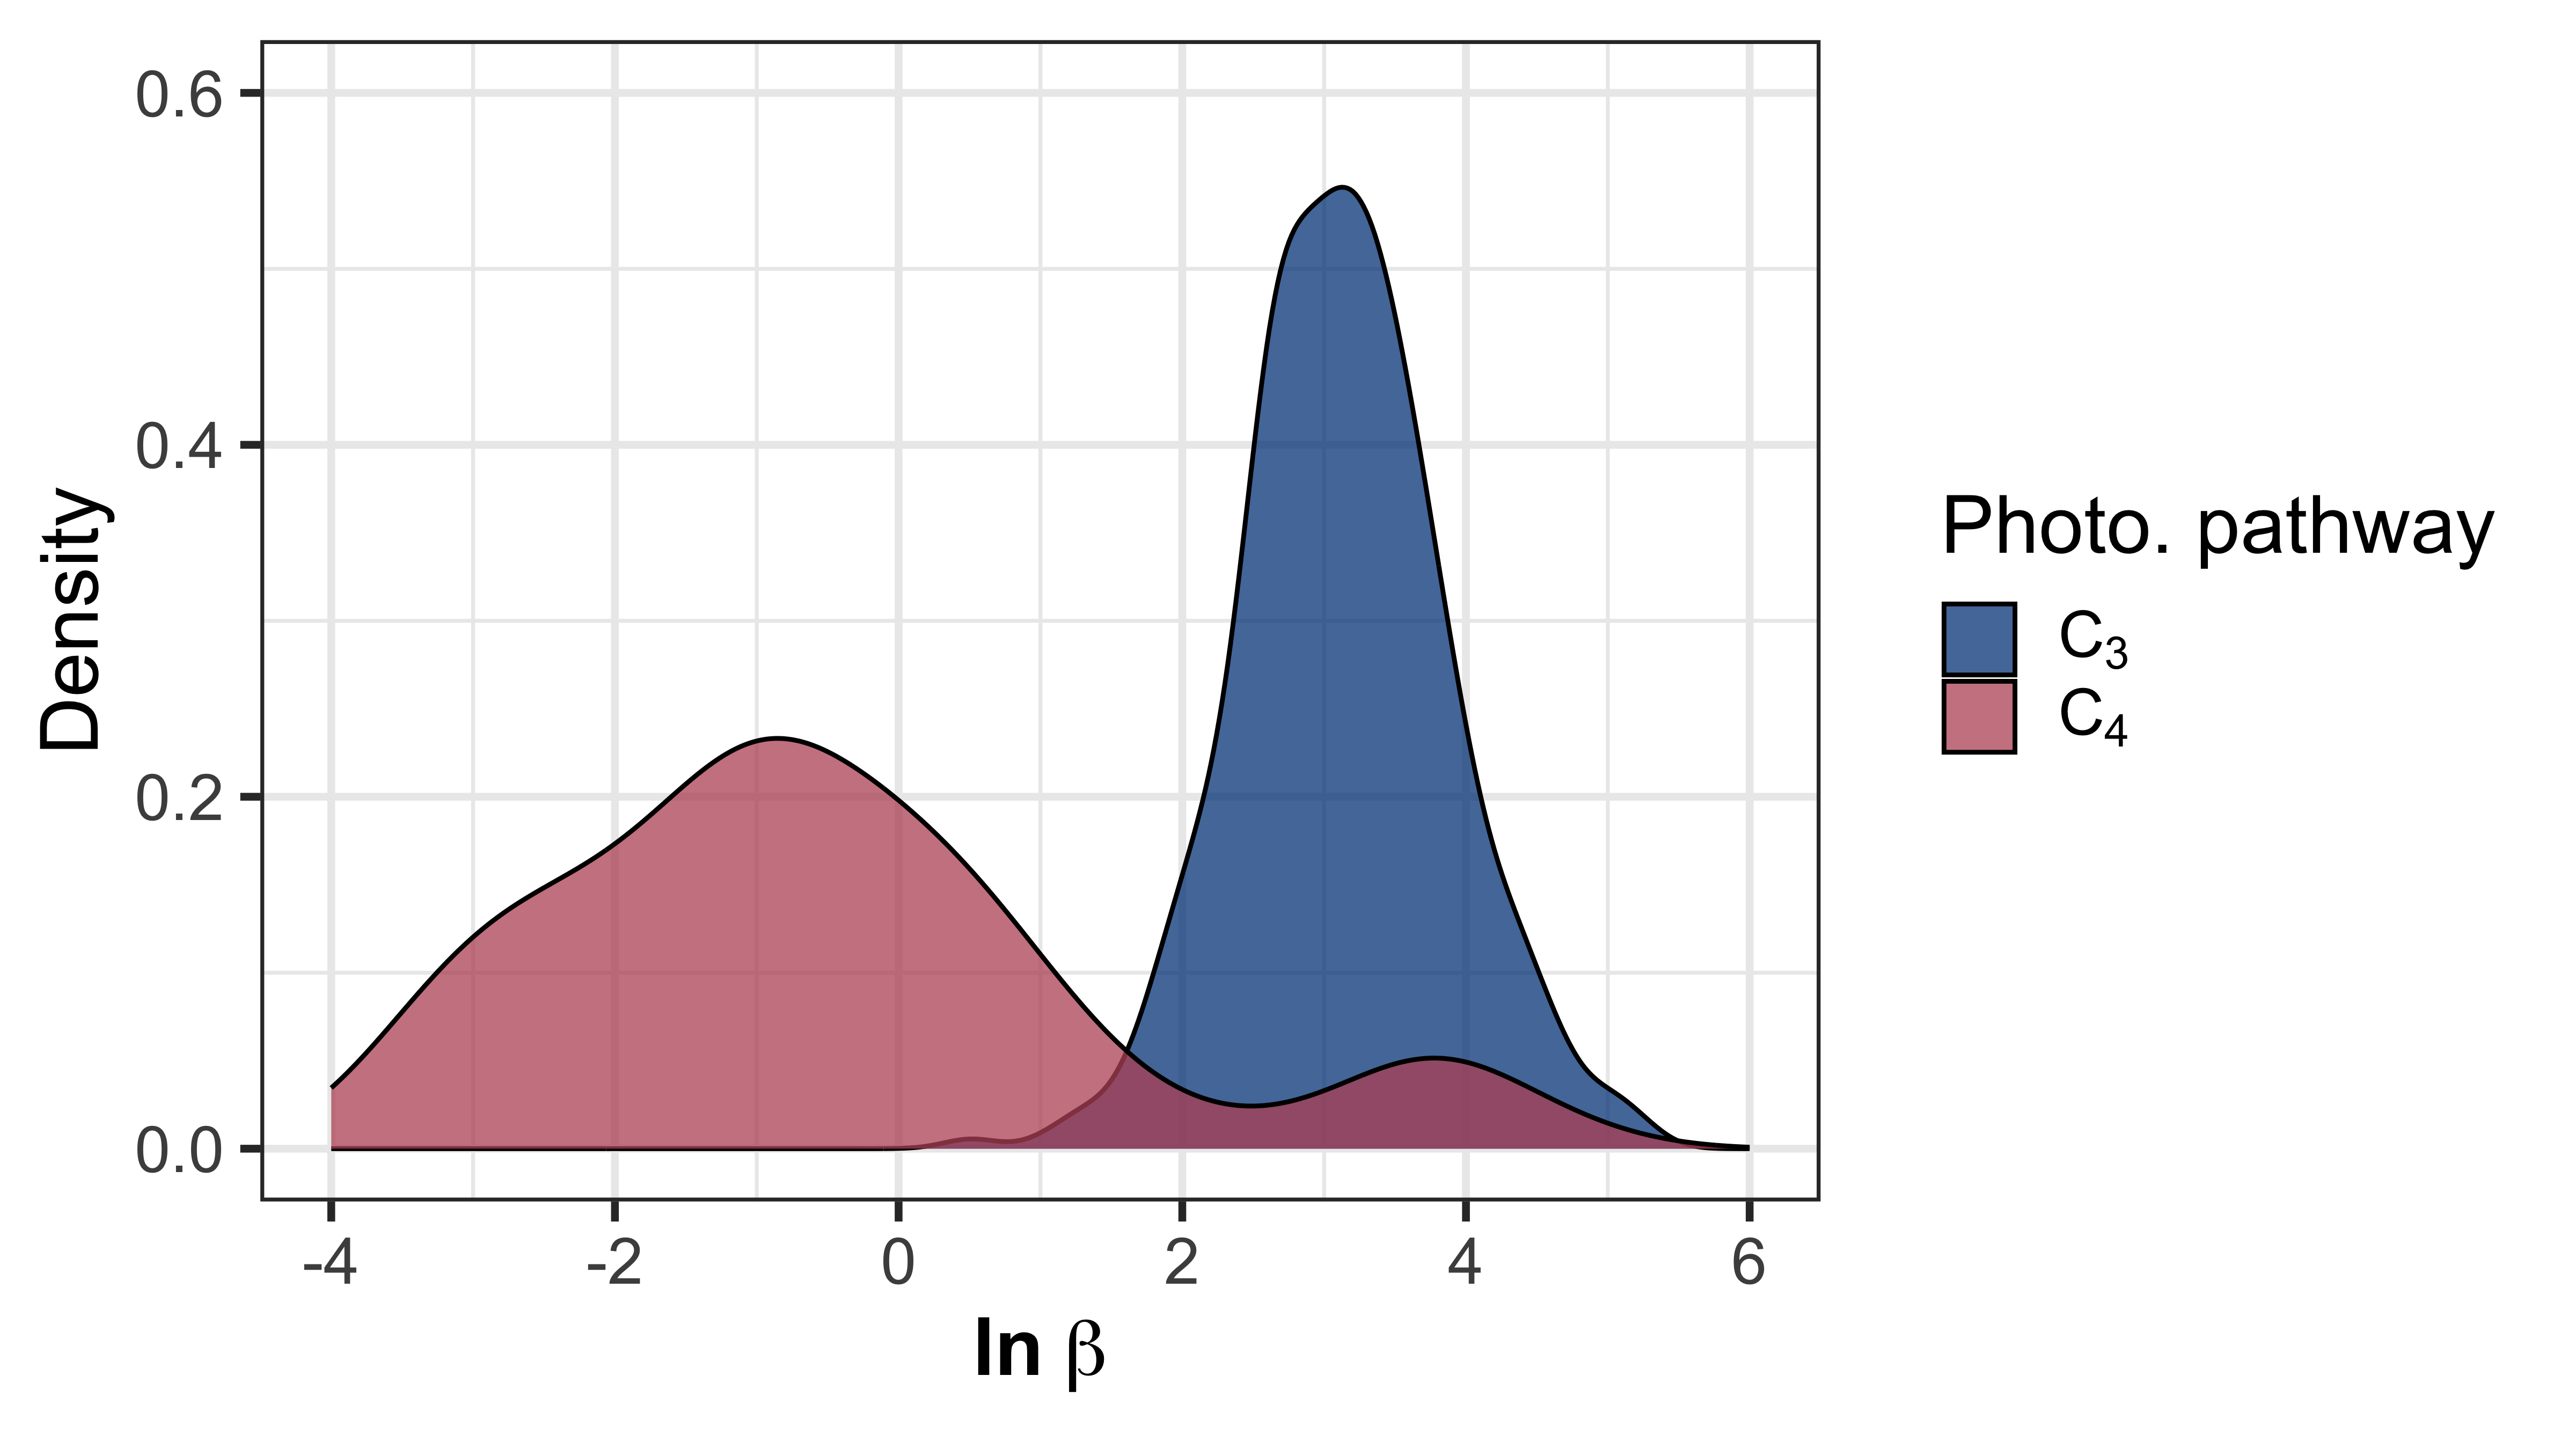 Density
0.6
0.4
0.2
0.0
-4 -2 0 2 4 6
ln β
Photo. pathway
C₃
C₄